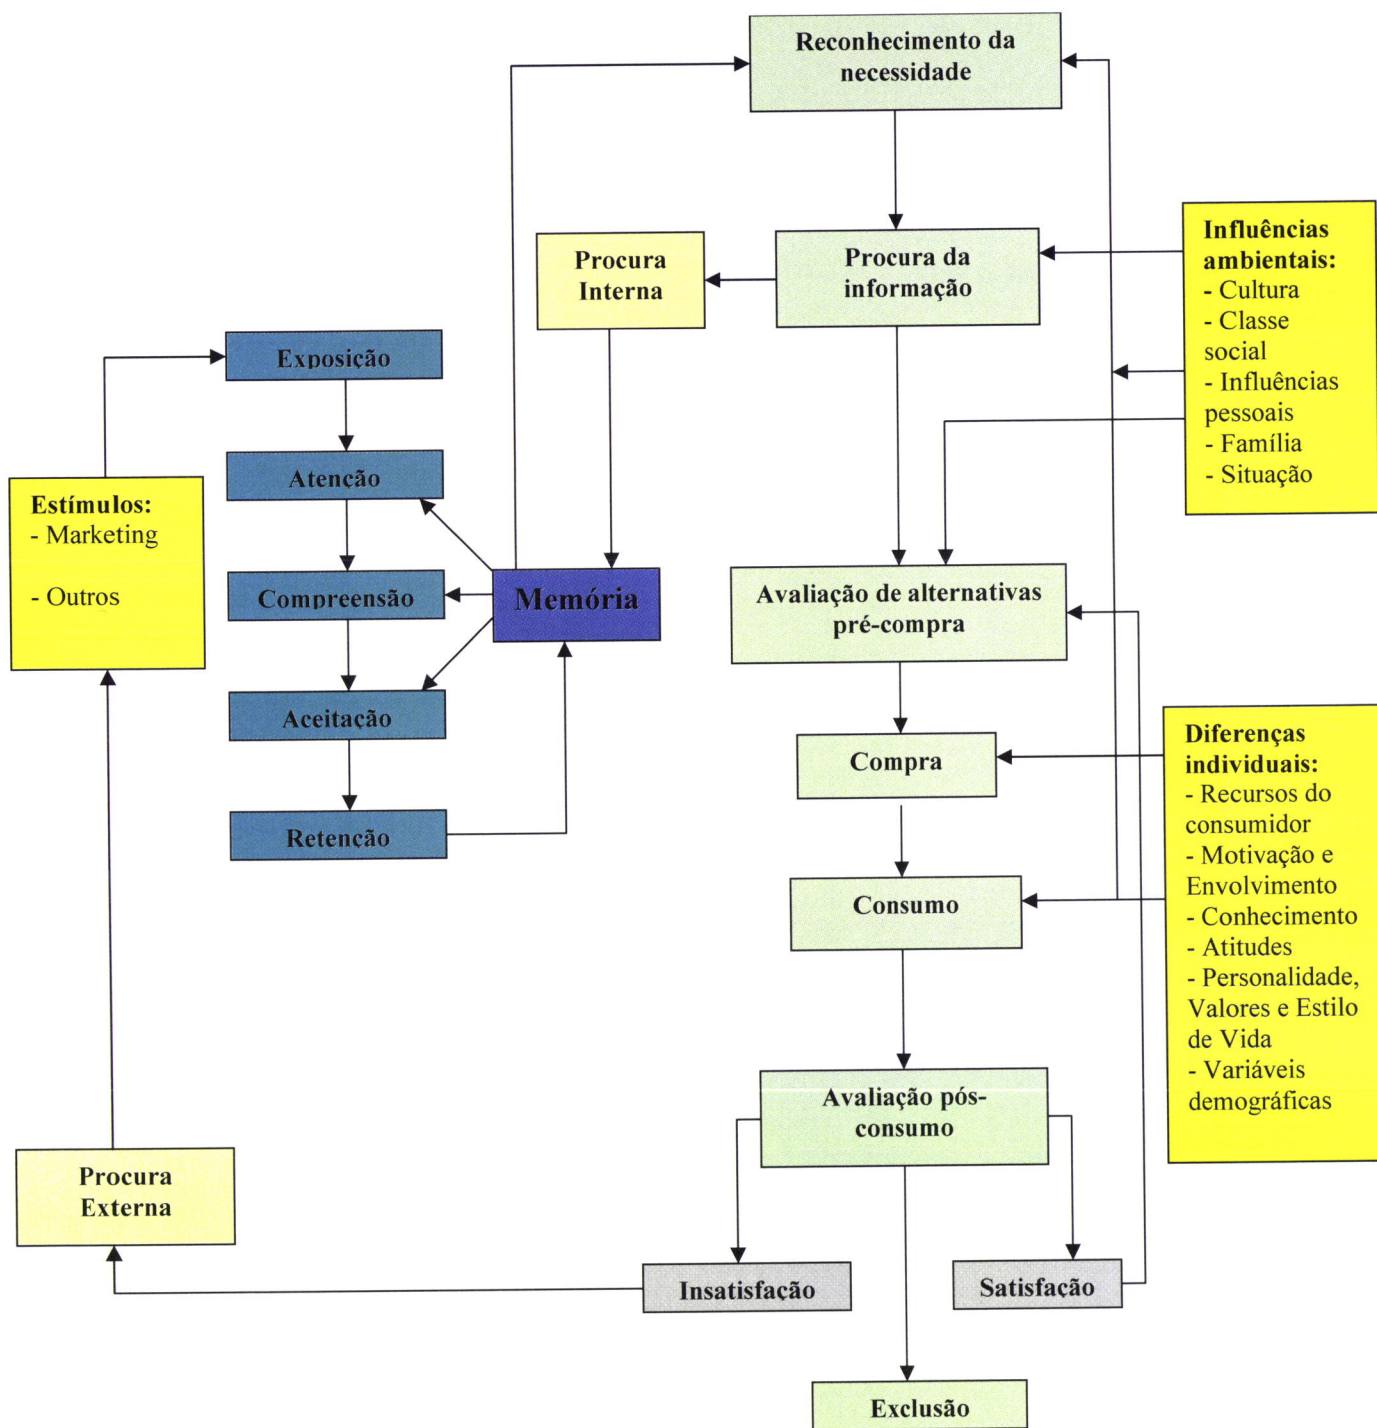 Reconhecimento da
necessidade
Procura
Interna
Procura da
informação
Influências
ambientais:
- Cultura
- Classe
social
- Influências
pessoais
- Família
- Situação
Exposição
Atenção
Estímulos:
- Marketing
- Outros
Compreensão
Memória
Avaliação de alternativas
pré-compra
Aceitação
Compra
Diferenças
individuais:
- Recursos do
consumidor
- Motivação e
Envolvimento
- Conhecimento
- Atitudes
- Personalidade,
Valores e Estilo
de Vida
- Variáveis
demográficas
Retenção
Consumo
Avaliação pós-
consumo
Procura
Externa
Insatisfação
Satisfação
Exclusão